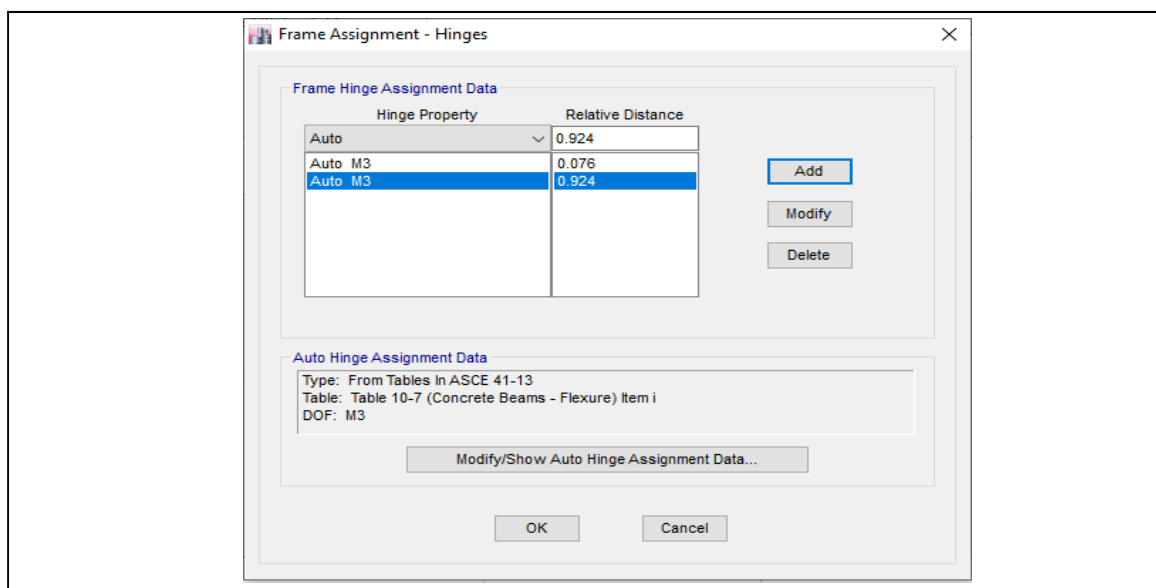 Frame Assignment - Hinges
Frame Hinge Assignment Data
Hinge Property Relative Distance
Auto 0.924
Auto M3 0.076
Auto M3 0.924
Add
Modify
Delete
Auto Hinge Assignment Data
Type: From Tables In ASCE 41-13
Table: Table 10-7 (Concrete Beams - Flexure) Item i
DOF: M3
Modify/Show Auto Hinge Assignment Data...
OK Cancel